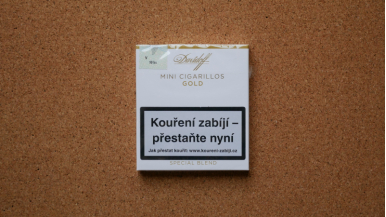 Davidoff
MINI CIGARILLOS
GOLD
Kouření zabíjí –
přestaňte nyní
Jak přestat kouřit: www.koureni-zabiji.cz
SPECIAL BLEND